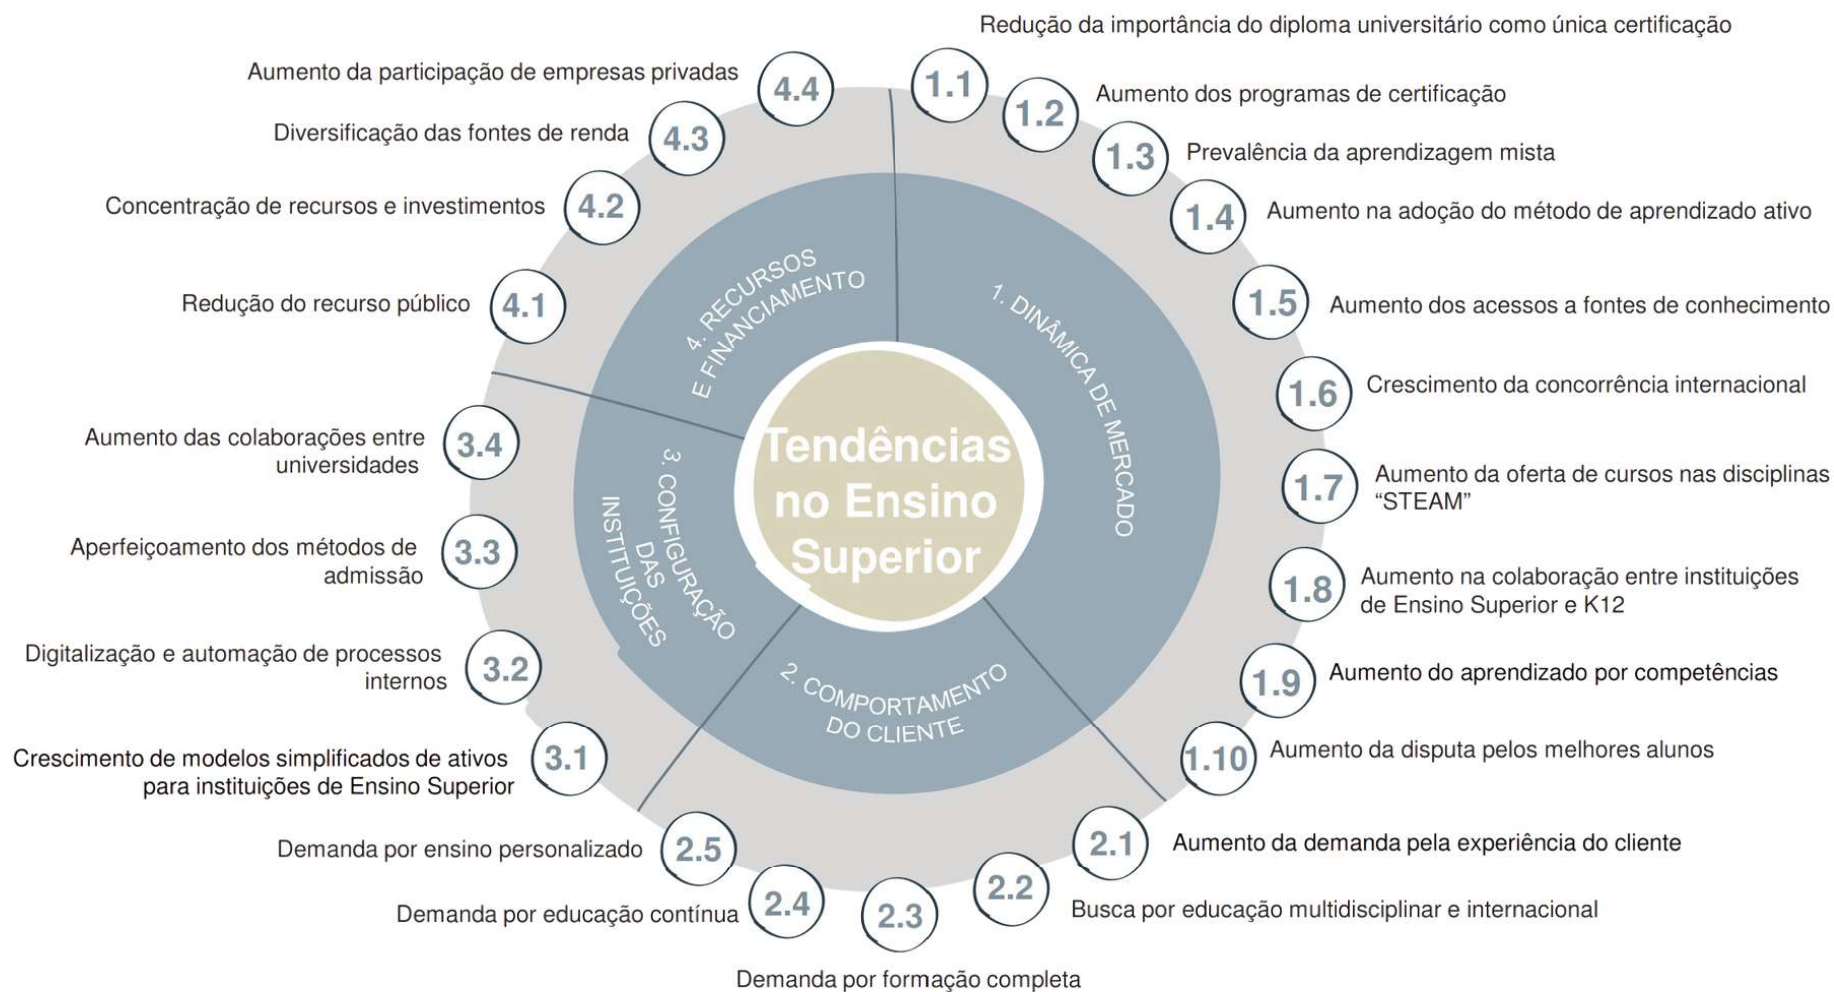 Tendências
no Ensino
Superior
1. DINÂMICA DE MERCADO
1.1
Redução da importância do diploma universitário como única certificação
1.2
Aumento dos programas de certificação
1.3
Prevalência da aprendizagem mista
1.4
Aumento na adoção do método de aprendizado ativo
1.5
Aumento dos acessos a fontes de conhecimento
1.6
Crescimento da concorrência internacional
1.7
Aumento da oferta de cursos nas disciplinas
“STEAM”
1.8
Aumento na colaboração entre instituições
de Ensino Superior e K12
1.9
Aumento do aprendizado por competências
1.10
Aumento da disputa pelos melhores alunos
2. COMPORTAMENTO
DO CLIENTE
2.1
Aumento da demanda pela experiência do cliente
2.2
Busca por educação multidisciplinar e internacional
2.3
Demanda por formação completa
2.4
Demanda por educação contínua
2.5
Demanda por ensino personalizado
3. CONFIGURAÇÃO
DAS
INSTITUIÇÕES
3.1
Crescimento de modelos simplificados de ativos
para instituições de Ensino Superior
3.2
Digitalização e automação de processos
internos
3.3
Aperfeiçoamento dos métodos de
admissão
3.4
Aumento das colaborações entre
universidades
4. RECURSOS
E FINANCIAMENTO
4.1
Redução do recurso público
4.2
Concentração de recursos e investimentos
4.3
Diversificação das fontes de renda
4.4
Aumento da participação de empresas privadas